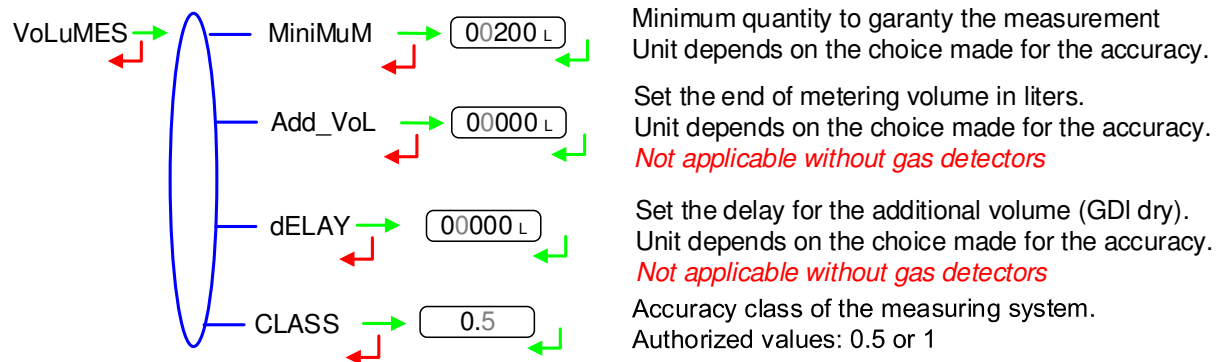 VoLuMES
MiniMuM
00200 L
Minimum quantity to garanty the measurement
Unit depends on the choice made for the accuracy.
Add_VoL
00000 L
Set the end of metering volume in liters.
Unit depends on the choice made for the accuracy.
Not applicable without gas detectors
dELAY
00000 L
Set the delay for the additional volume (GDI dry).
Unit depends on the choice made for the accuracy.
Not applicable without gas detectors
CLASS
0.5
Accuracy class of the measuring system.
Authorized values: 0.5 or 1